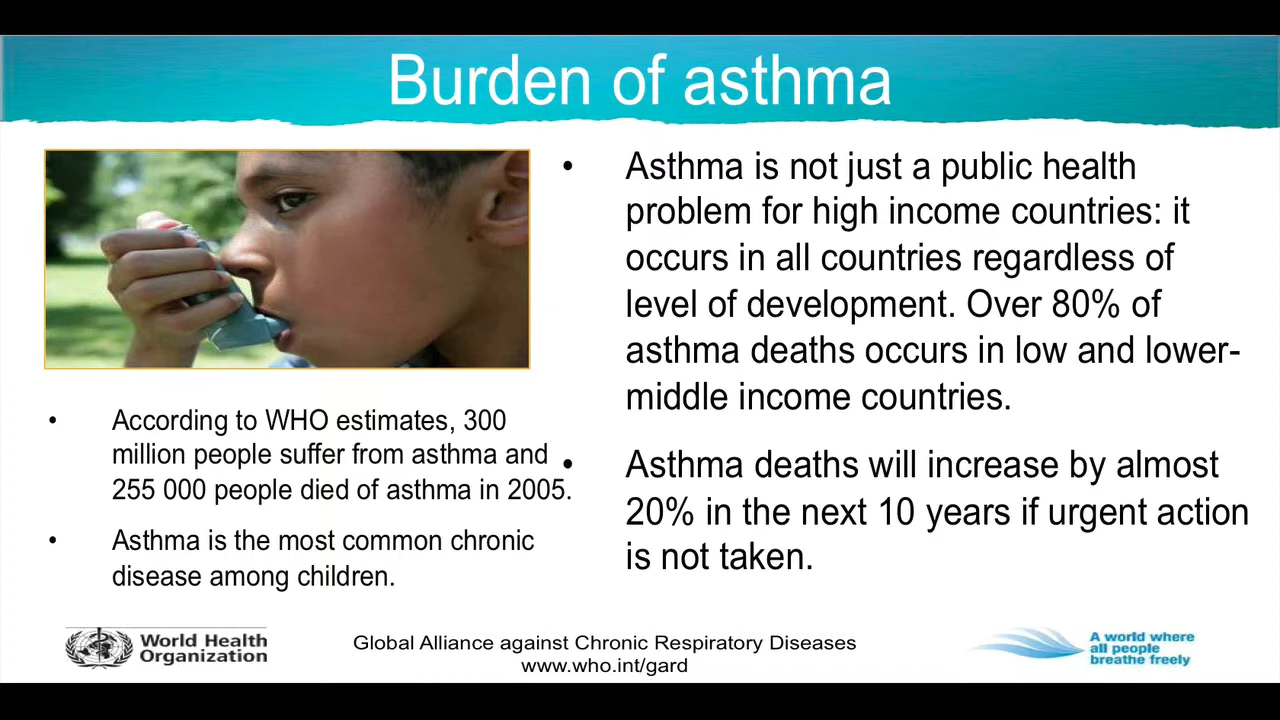 Burden of asthma
• According to WHO estimates, 300
million people suffer from asthma and
255 000 people died of asthma in 2005.
• Asthma is the most common chronic
disease among children.
• Asthma is not just a public health
problem for high income countries: it
occurs in all countries regardless of
level of development. Over 80% of
asthma deaths occurs in low and lower-
middle income countries.
• Asthma deaths will increase by almost
20% in the next 10 years if urgent action
is not taken.
World Health
Organization
Global Alliance against Chronic Respiratory Diseases
www.who.int/gard
A world where
all people
breathe freely